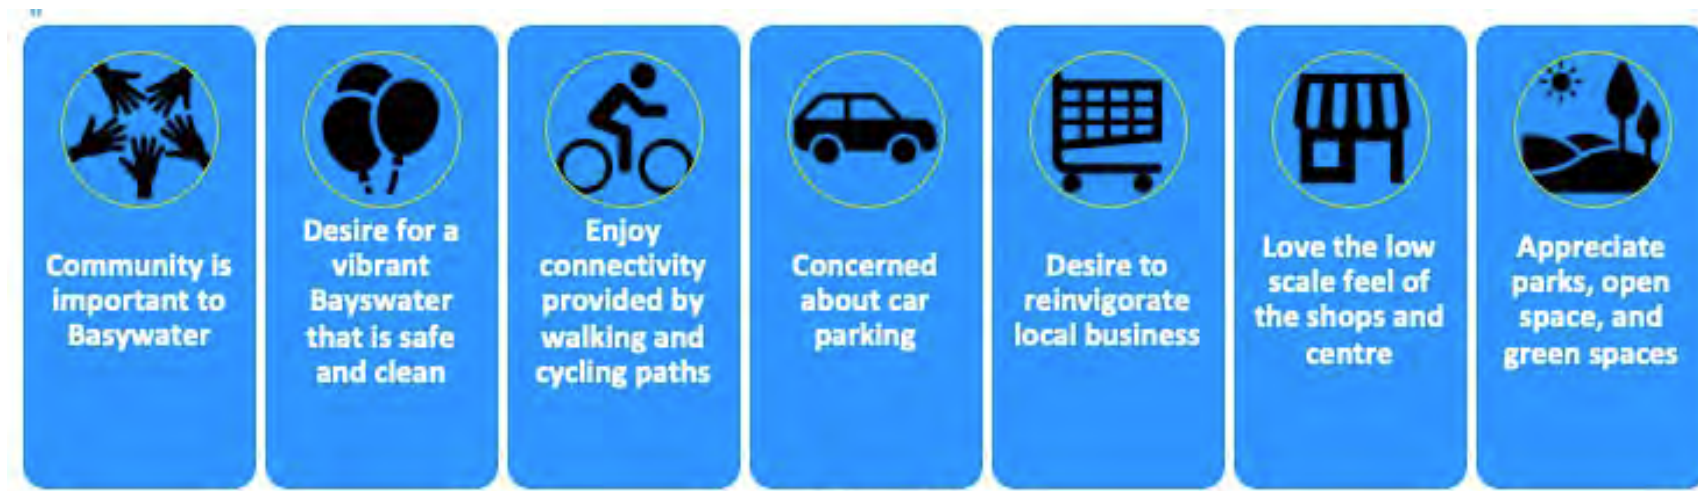 Community is
important to
Basywater
Desire for a
vibrant
Bayswater
that is safe
and clean
Enjoy
connectivity
provided by
walking and
cycling paths
Concerned
about car
parking
Desire to
reinvigorate
local business
Love the low
scale feel of
the shops and
centre
Appreciate
parks, open
space, and
green spaces